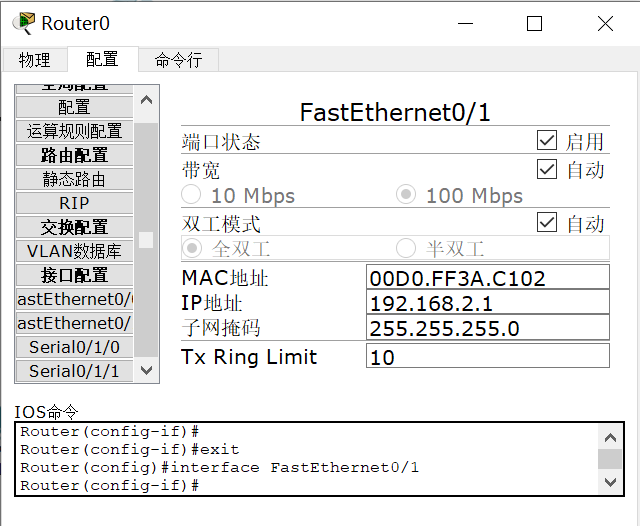 Router0
物理 配置 命令行
全局配置
配置
运算规则配置
路由配置
静态路由
RIP
交换配置
VLAN数据库
接口配置
astEthernet0/0
astEthernet0/
Serial0/1/0
Serial0/1/1
FastEthernet0/1
端口状态 启用
带宽 自动
10 Mbps 100 Mbps
双工模式 自动
全双工 半双工
MAC地址 00D0.FF3A.C102
IP地址 192.168.2.1
子网掩码 255.255.255.0
Tx Ring Limit 10
IOS命令
Router(config-if)#
Router(config-if)#exit
Router(config)#interface FastEthernet0/1
Router(config-if)#